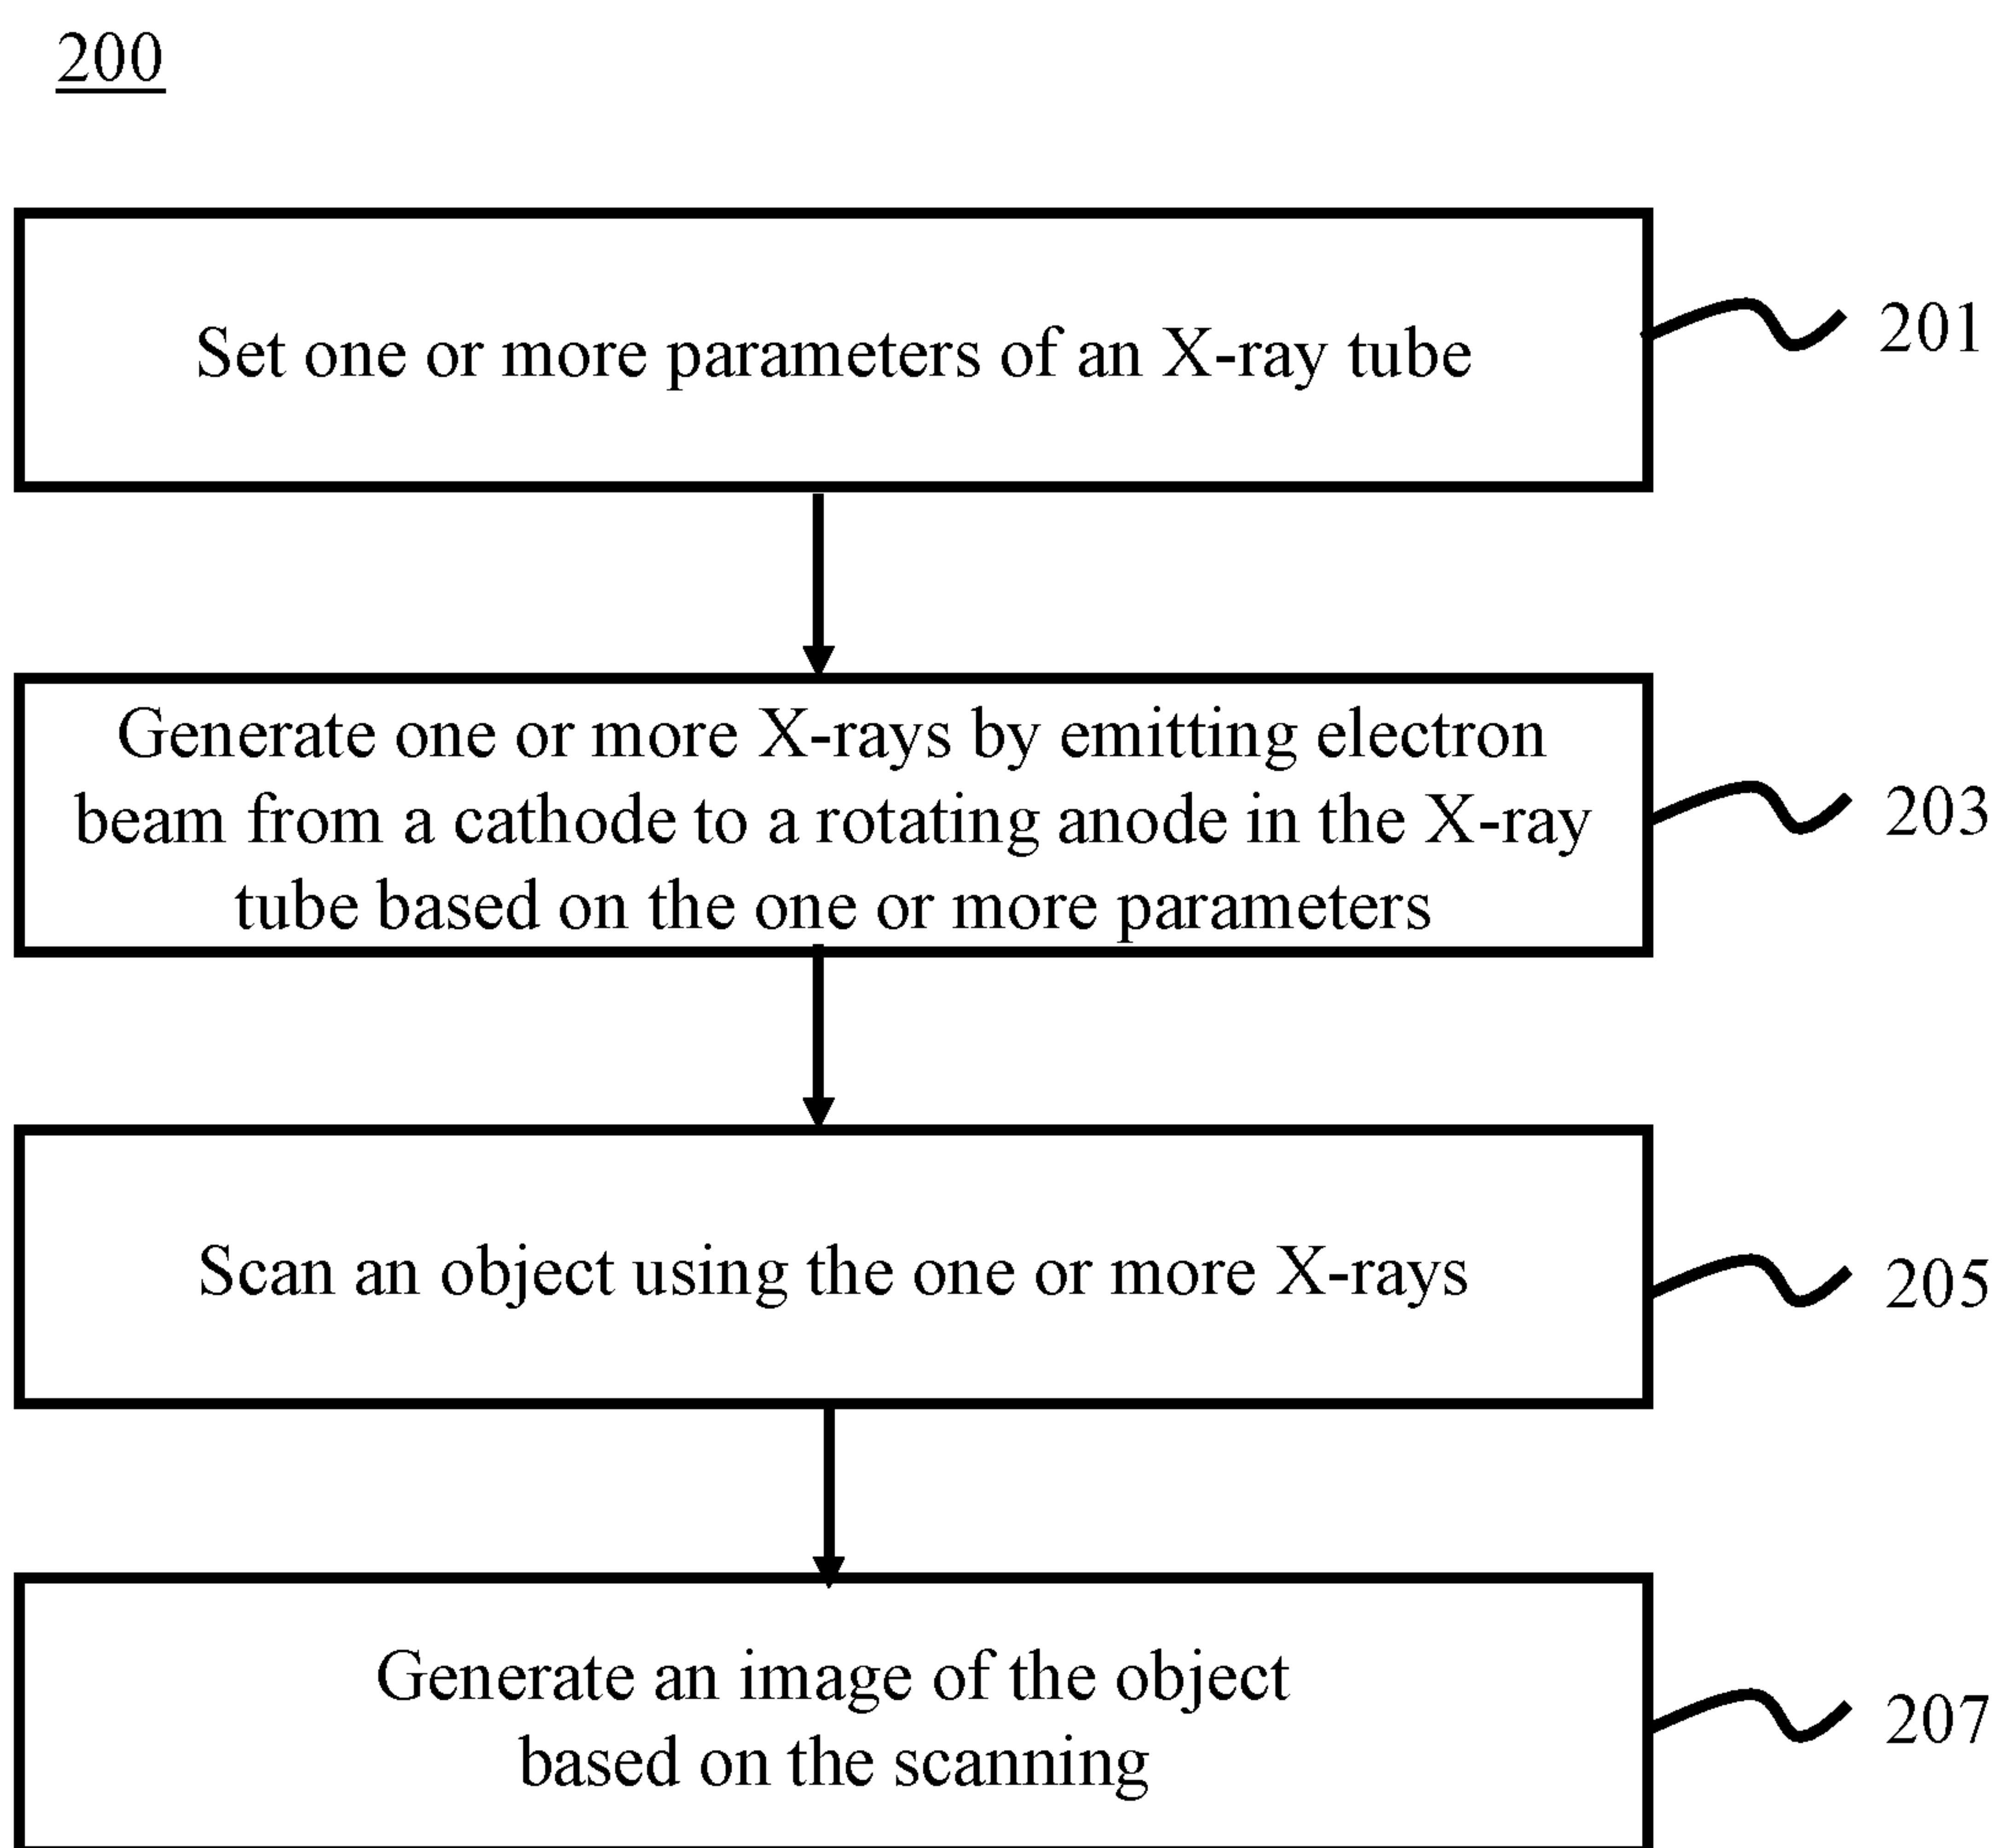 200
Set one or more parameters of an X-ray tube
201
Generate one or more X-rays by emitting electron
beam from a cathode to a rotating anode in the X-ray
tube based on the one or more parameters
203
Scan an object using the one or more X-rays
205
Generate an image of the object
based on the scanning
207